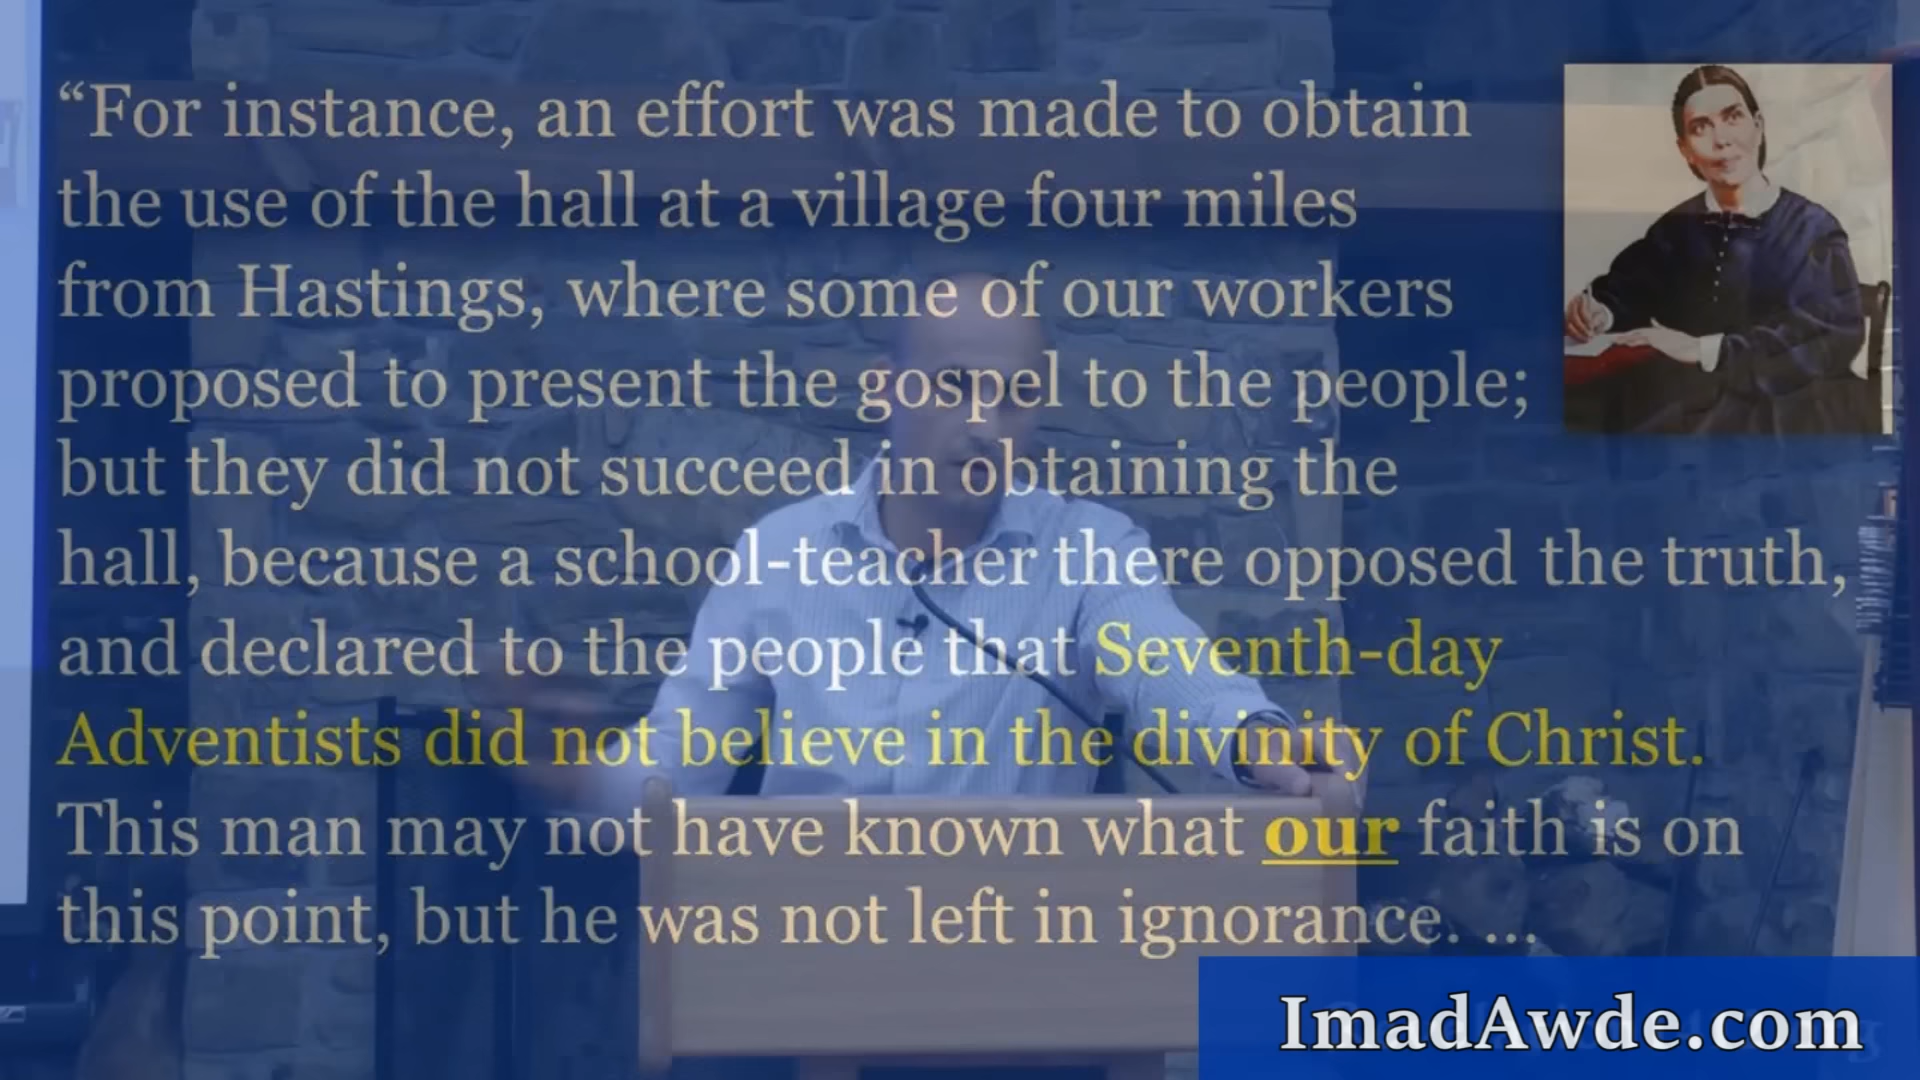 “For instance, an effort was made to obtain
the use of the hall at a village four miles
from Hastings, where some of our workers
proposed to present the gospel to the people;
but they did not succeed in obtaining the
hall, because a school-teacher there opposed the truth,
and declared to the people that Seventh-day
Adventists did not believe in the divinity of Christ.
This man may not have known what our faith is on
this point, but he was not left in ignorance. ...
ImadAwde.com